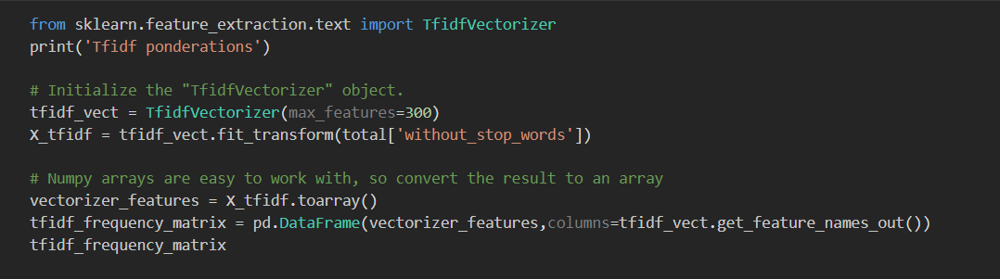 from sklearn.feature_extraction.text import TfidfVectorizer
print('Tfidf ponderations')
# Initialize the "TfidfVectorizer" object.
tfidf_vect = TfidfVectorizer(max_features=300)
X_tfidf = tfidf_vect.fit_transform(total['without_stop_words'])
# Numpy arrays are easy to work with, so convert the result to an array
vectorizer_features = X_tfidf.toarray()
tfidf_frequency_matrix = pd.DataFrame(vectorizer_features,columns=tfidf_vect.get_feature_names_out())
tfidf_frequency_matrix